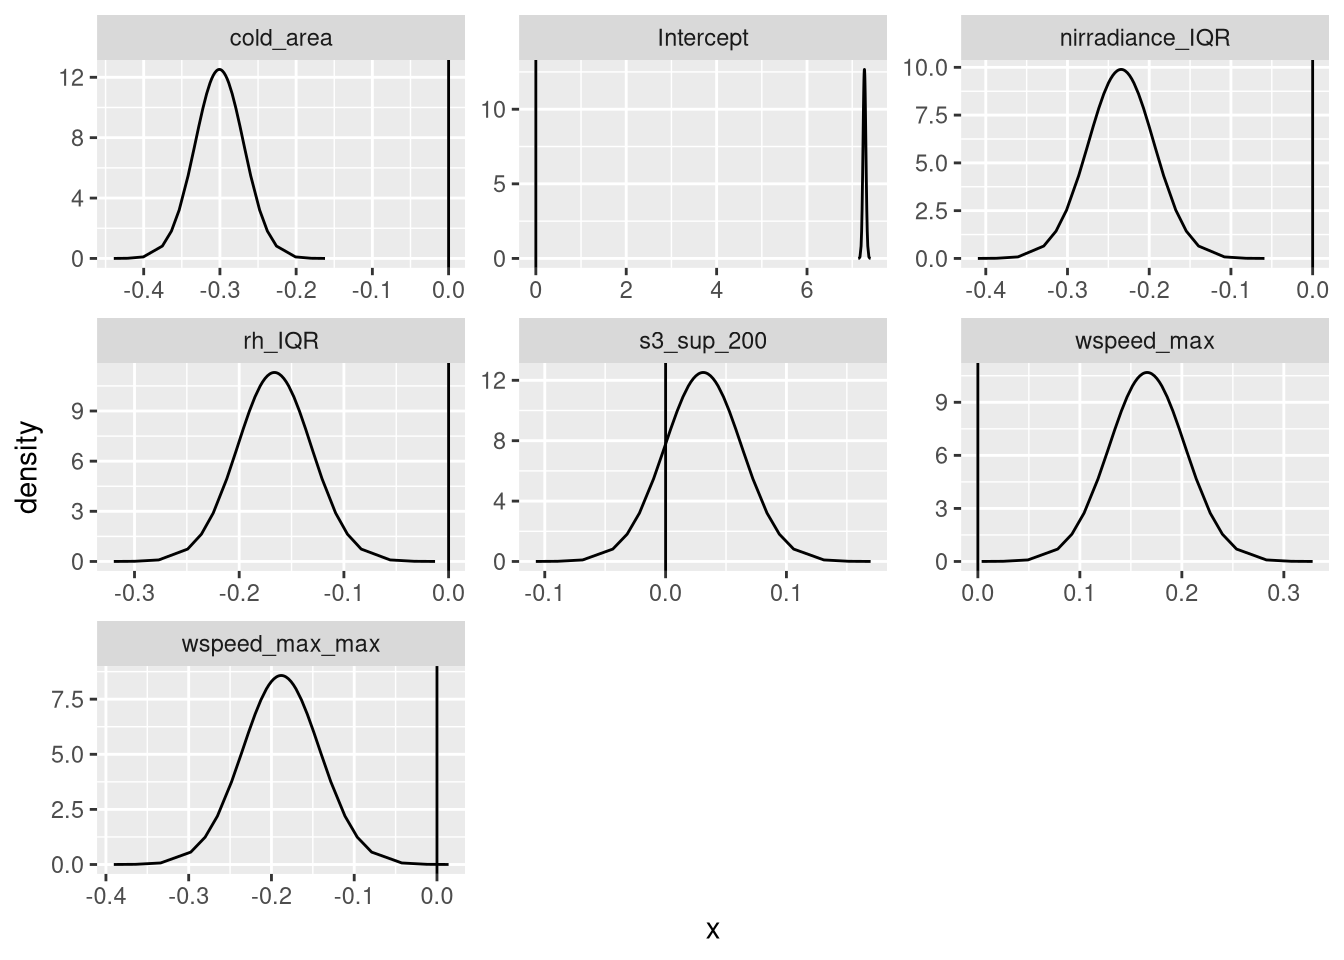 cold_area
Intercept
nirradiance_IQR
12
8
4
0
-0.4 -0.3 -0.2 -0.1 0.0
10
5
0
0 2 4 6
10.0
7.5
5.0
2.5
0.0
-0.4 -0.3 -0.2 -0.1 0.0
rh_IQR
s3_sup_200
wspeed_max
9
6
3
0
-0.3 -0.2 -0.1 0.0
12
8
4
0
-0.1 0.0 0.1
9
6
3
0
0.0 0.1 0.2 0.3
density
wspeed_max_max
7.5
5.0
2.5
0.0
-0.4 -0.3 -0.2 -0.1 0.0
x